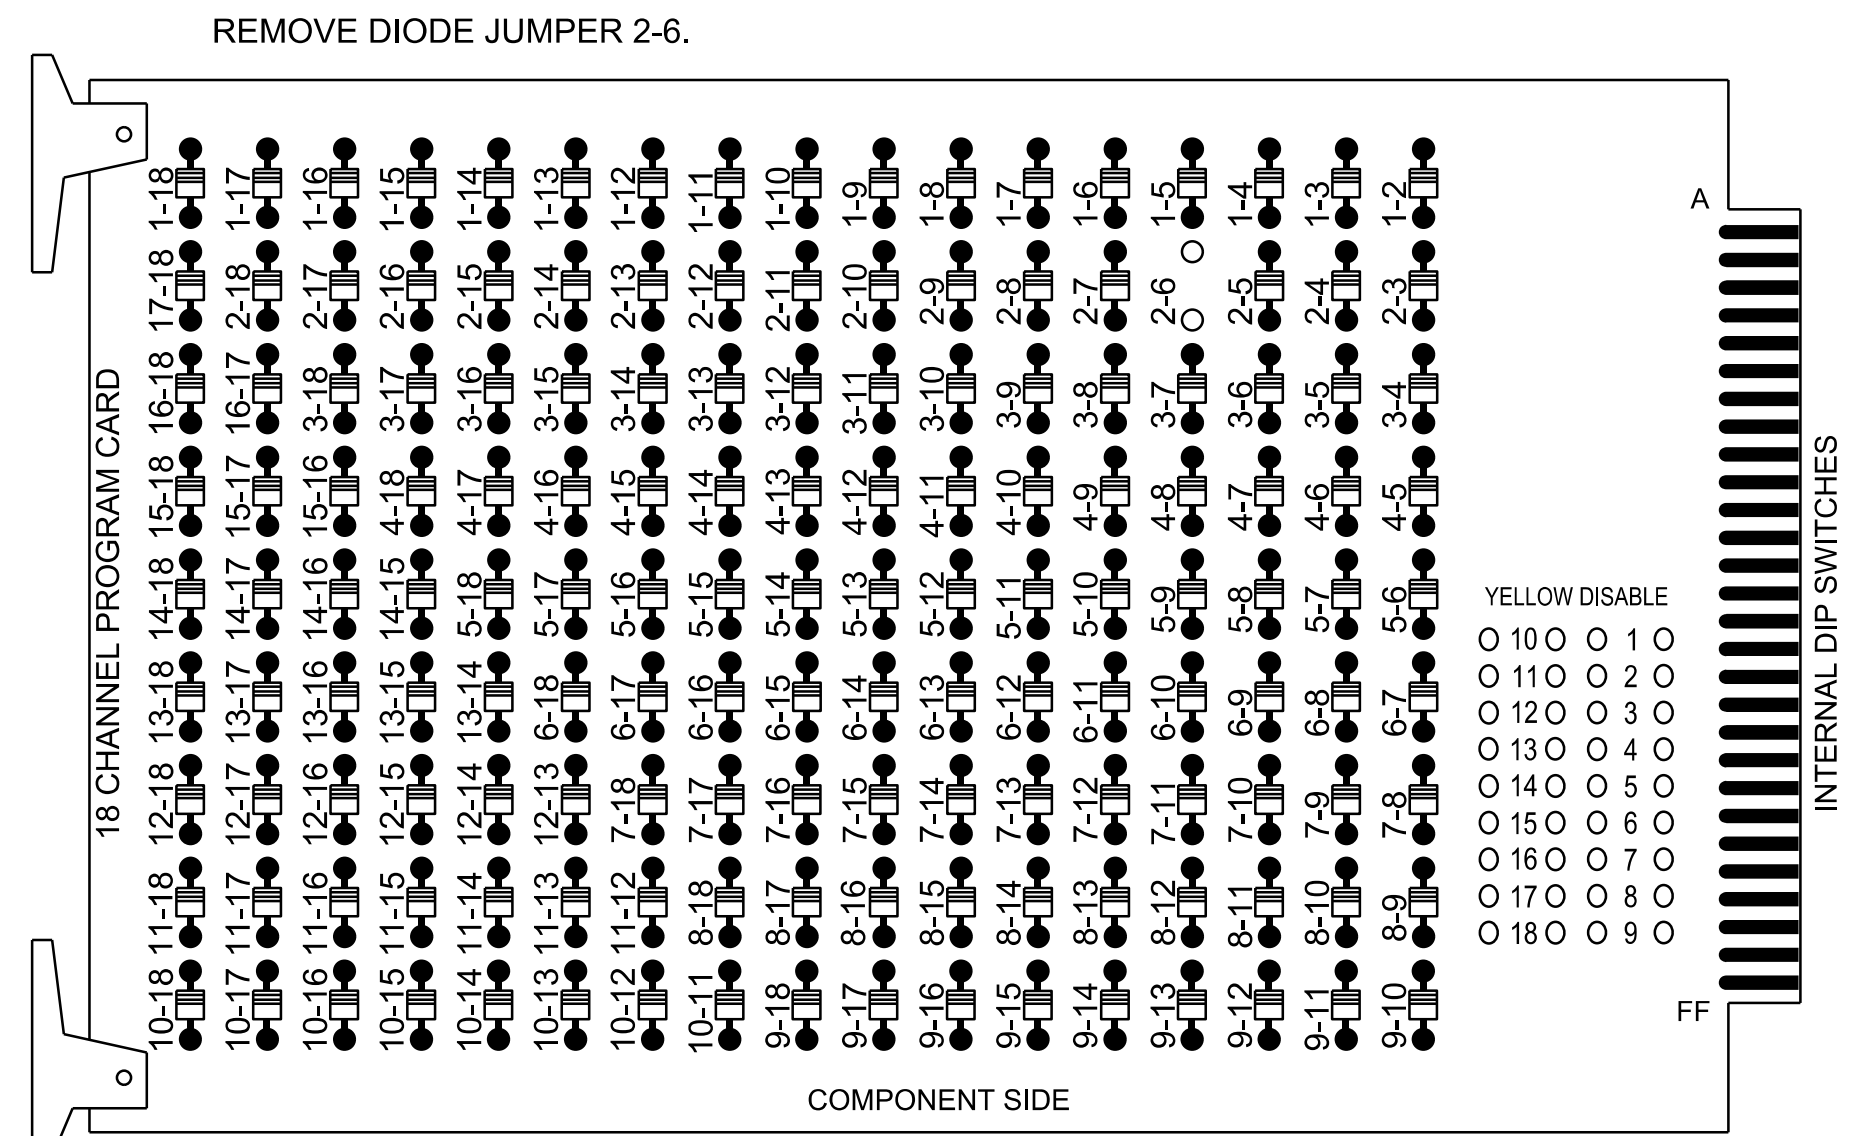 REMOVE DIODE JUMPER 2-6.
1-18 1-17 1-16 1-15 1-14 1-13 1-12 1-11 1-10 1-9 1-8 1-7 1-6 1-5 1-4 1-3 1-2
A
17-18 2-18 2-17 2-16 2-15 2-14 2-13 2-12 2-11 2-10 2-9 2-8 2-7 2-6 2-5 2-4 2-3
16-18 16-17 3-18 3-17 3-16 3-15 3-14 3-13 3-12 3-11 3-10 3-9 3-8 3-7 3-6 3-5 3-4
15-18 15-17 15-16 4-18 4-17 4-16 4-15 4-14 4-13 4-12 4-11 4-10 4-9 4-8 4-7 4-6 4-5
14-18 14-17 14-16 14-15 5-18 5-17 5-16 5-15 5-14 5-13 5-12 5-11 5-10 5-9 5-8 5-7 5-6
13-18 13-17 13-16 13-15 13-14 6-18 6-17 6-16 6-15 6-14 6-13 6-12 6-11 6-10 6-9 6-8 6-7
12-18 12-17 12-16 12-15 12-14 12-13 7-18 7-17 7-16 7-15 7-14 7-13 7-12 7-11 7-10 7-9 7-8
11-18 11-17 11-16 11-15 11-14 11-13 11-12 8-18 8-17 8-16 8-15 8-14 8-13 8-12 8-11 8-10 8-9
10-18 10-17 10-16 10-15 10-14 10-13 10-12 10-11 9-18 9-17 9-16 9-15 9-14 9-13 9-12 9-11 9-10
18 CHANNEL PROGRAM CARD
YELLOW DISABLE
10 1
11 2
12 3
13 4
14 5
15 6
16 7
17 8
18 9
INTERNAL DIP SWITCHES
FF
COMPONENT SIDE